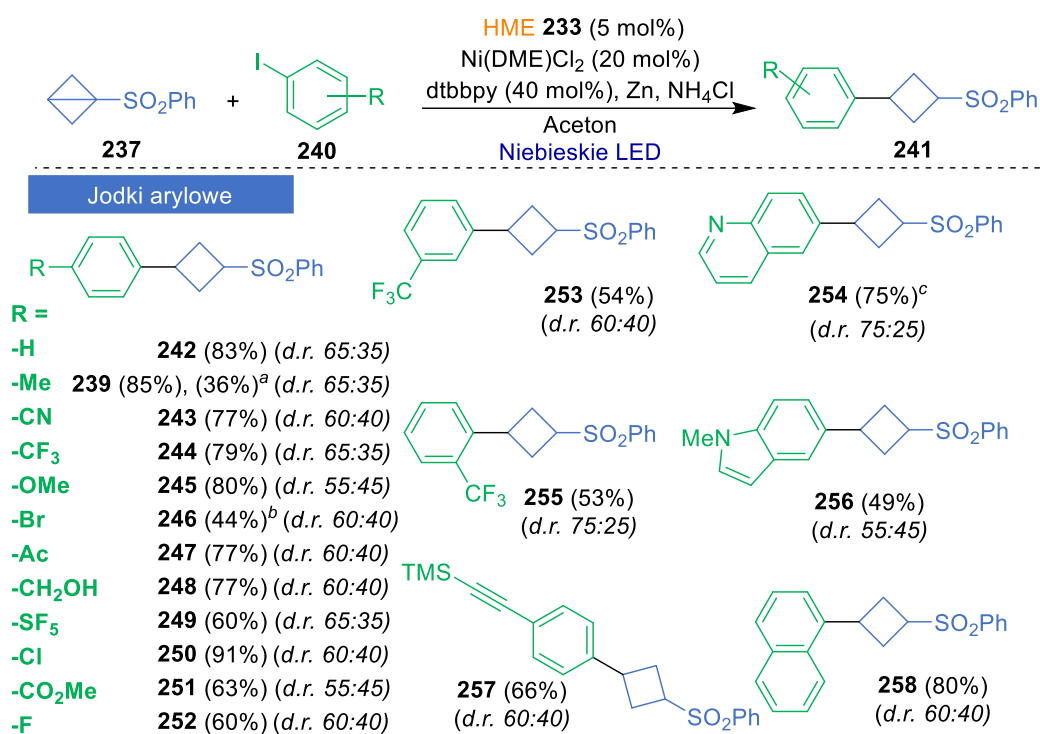 HME 233 (5 mol%)
Ni(DME)Cl₂ (20 mol%)
dtbbpy (40 mol%), Zn, NH₄Cl
Aceton
Niebieskie LED
SO₂Ph
237
+
I
R
240
R
SO₂Ph
241
Jodki arylowe
R
SO₂Ph
R =
-H 242 (83%) (d.r. 65:35)
-Me 239 (85%), (36%)ᵃ (d.r. 65:35)
-CN 243 (77%) (d.r. 60:40)
-CF₃ 244 (79%) (d.r. 65:35)
-OMe 245 (80%) (d.r. 55:45)
-Br 246 (44%)ᵇ (d.r. 60:40)
-Ac 247 (77%) (d.r. 60:40)
-CH₂OH 248 (77%) (d.r. 60:40)
-SF₅ 249 (60%) (d.r. 65:35)
-Cl 250 (91%) (d.r. 60:40)
-CO₂Me 251 (63%) (d.r. 55:45)
-F 252 (60%) (d.r. 60:40)
SO₂Ph
F₃C
253 (54%)
(d.r. 60:40)
N
SO₂Ph
254 (75%)ᶜ
(d.r. 75:25)
SO₂Ph
CF₃
255 (53%)
(d.r. 75:25)
MeN
SO₂Ph
256 (49%)
(d.r. 55:45)
TMS
257 (66%)
(d.r. 60:40)
SO₂Ph
SO₂Ph
258 (80%)
(d.r. 60:40)